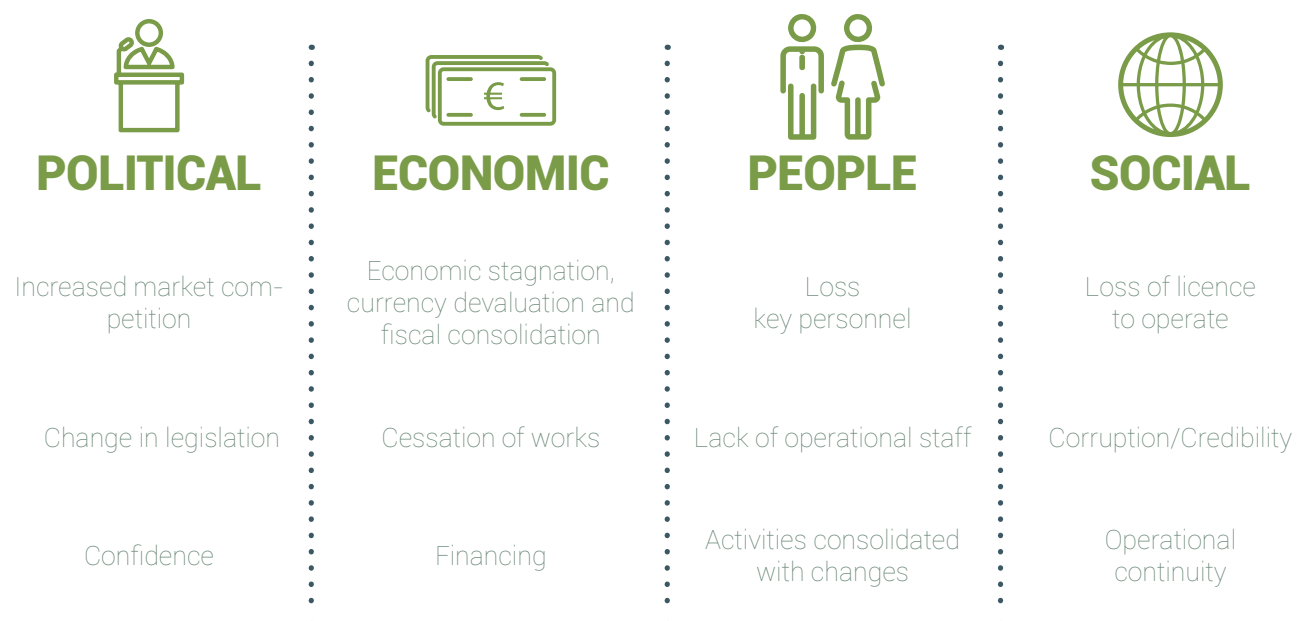 POLITICAL
Increased market com-
petition
Change in legislation
Confidence
€
ECONOMIC
Economic stagnation,
currency devaluation and
fiscal consolidation
Cessation of works
Financing
PEOPLE
Loss
key personnel
Lack of operational staff
Activities consolidated
with changes
SOCIAL
Loss of licence
to operate
Corruption/Credibility
Operational
continuity